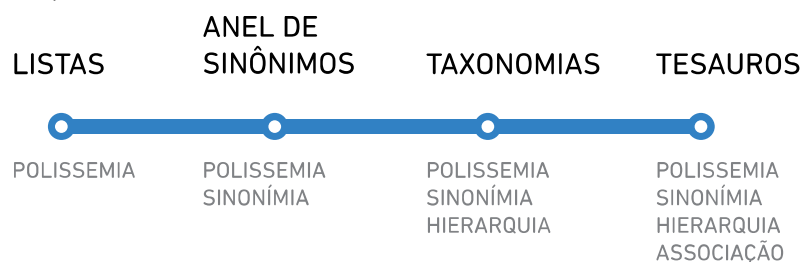 LISTAS
ANEL DE
SINÔNIMOS
TAXONOMIAS
TESAUROS
POLISSEMIA
POLISSEMIA
SINONÍMIA
POLISSEMIA
SINONÍMIA
HIERARQUIA
POLISSEMIA
SINONÍMIA
HIERARQUIA
ASSOCIAÇÃO